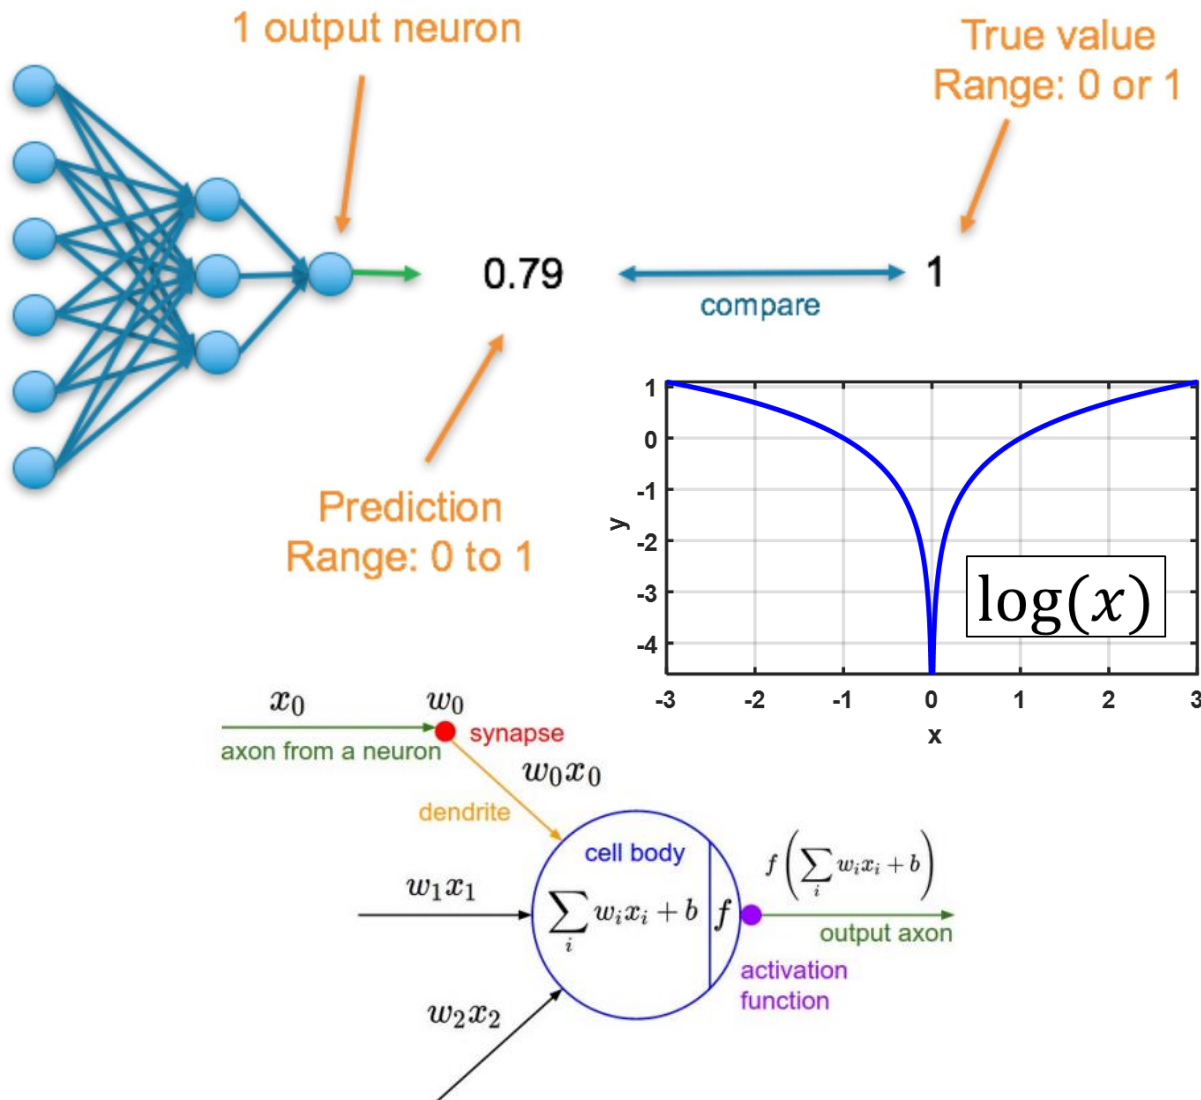 1 output neuron
True value
Range: 0 or 1
0.79
1
compare
Prediction
Range: 0 to 1
1
0
-1
-2
-3
-4
y
log(x)
-3 -2 -1 0 1 2 3
x
x₀
w₀
synapse
axon from a neuron
w₀x₀
dendrite
cell body
f(∑ᵢ wᵢxᵢ + b)
w₁x₁
∑ᵢ wᵢxᵢ + b
f
output axon
activation
function
w₂x₂